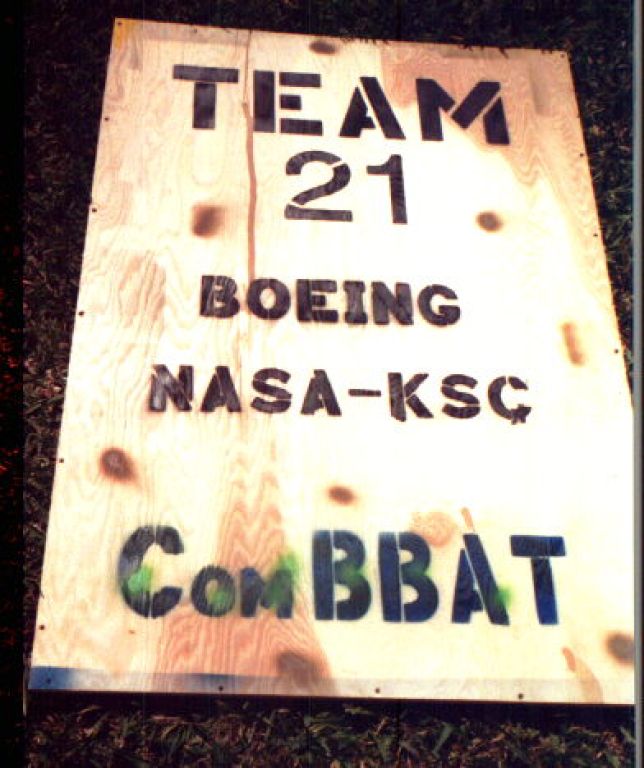 TEAM
21
BOEING
NASA-KSC
ComBBAT